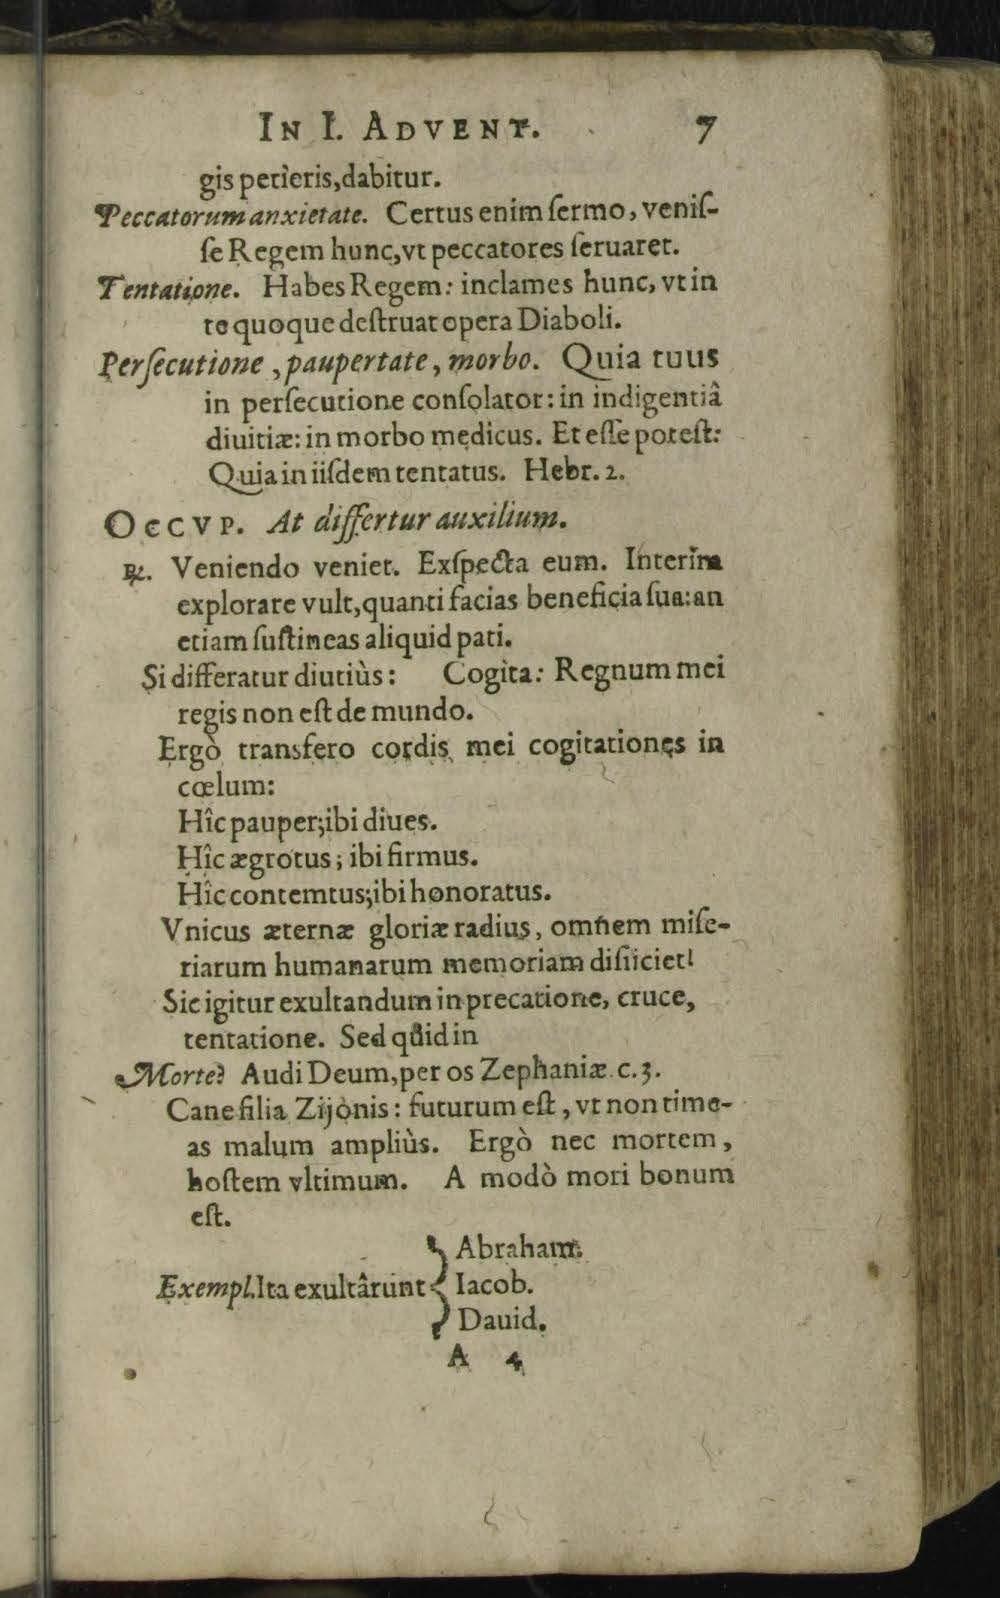 IN I. ADVENT. 7
gis petieris, dabitur.
Peccatorum anxietate. Certus enim ſermo, veniſ-
ſe Regem hunc, vt peccatores ſeruaret.
Tentatione. Habes Regem: inclames hunc, vt in
te quoque deſtruat opera Diaboli.
Perſecutione, paupertate, morbo. Quia tuus
in perſecutione conſolator: in indigentiâ
diuitiæ: in morbo medicus. Et eſſe poteſt:
Quia in iiſdem tentatus. Hebr. 2.
OCCVP. At differtur auxilium.
℞. Veniendo veniet. Exſpecta eum. Interim
explorare vult, quanti facias beneficia ſua: an
etiam ſuſtineas aliquid pati.
Si differatur diutiùs: Cogita: Regnum mei
regis non eſt de mundo.
Ergò transfero cordis mei cogitationes in
cœlum:
Hîc pauper; ibi diues.
Hîc ægrotus; ibi firmus.
Hîc contemtus; ibi honoratus.
Vnicus æternæ gloriæ radius, omnem miſe-
riarum humanarum memoriam diſiiciet!
Sic igitur exultandum in precatione, cruce,
tentatione. Sed quid in
Morte? Audi Deum, per os Zephaniæ c. 3.
Cane filia Zijonis: futurum eſt, vt non time-
as malum ampliùs. Ergò nec mortem,
hoſtem vltimum. A modò mori bonum
eſt.
Abraham.
Exempl. Ita exultârunt { Iacob.
Dauid.
A 4